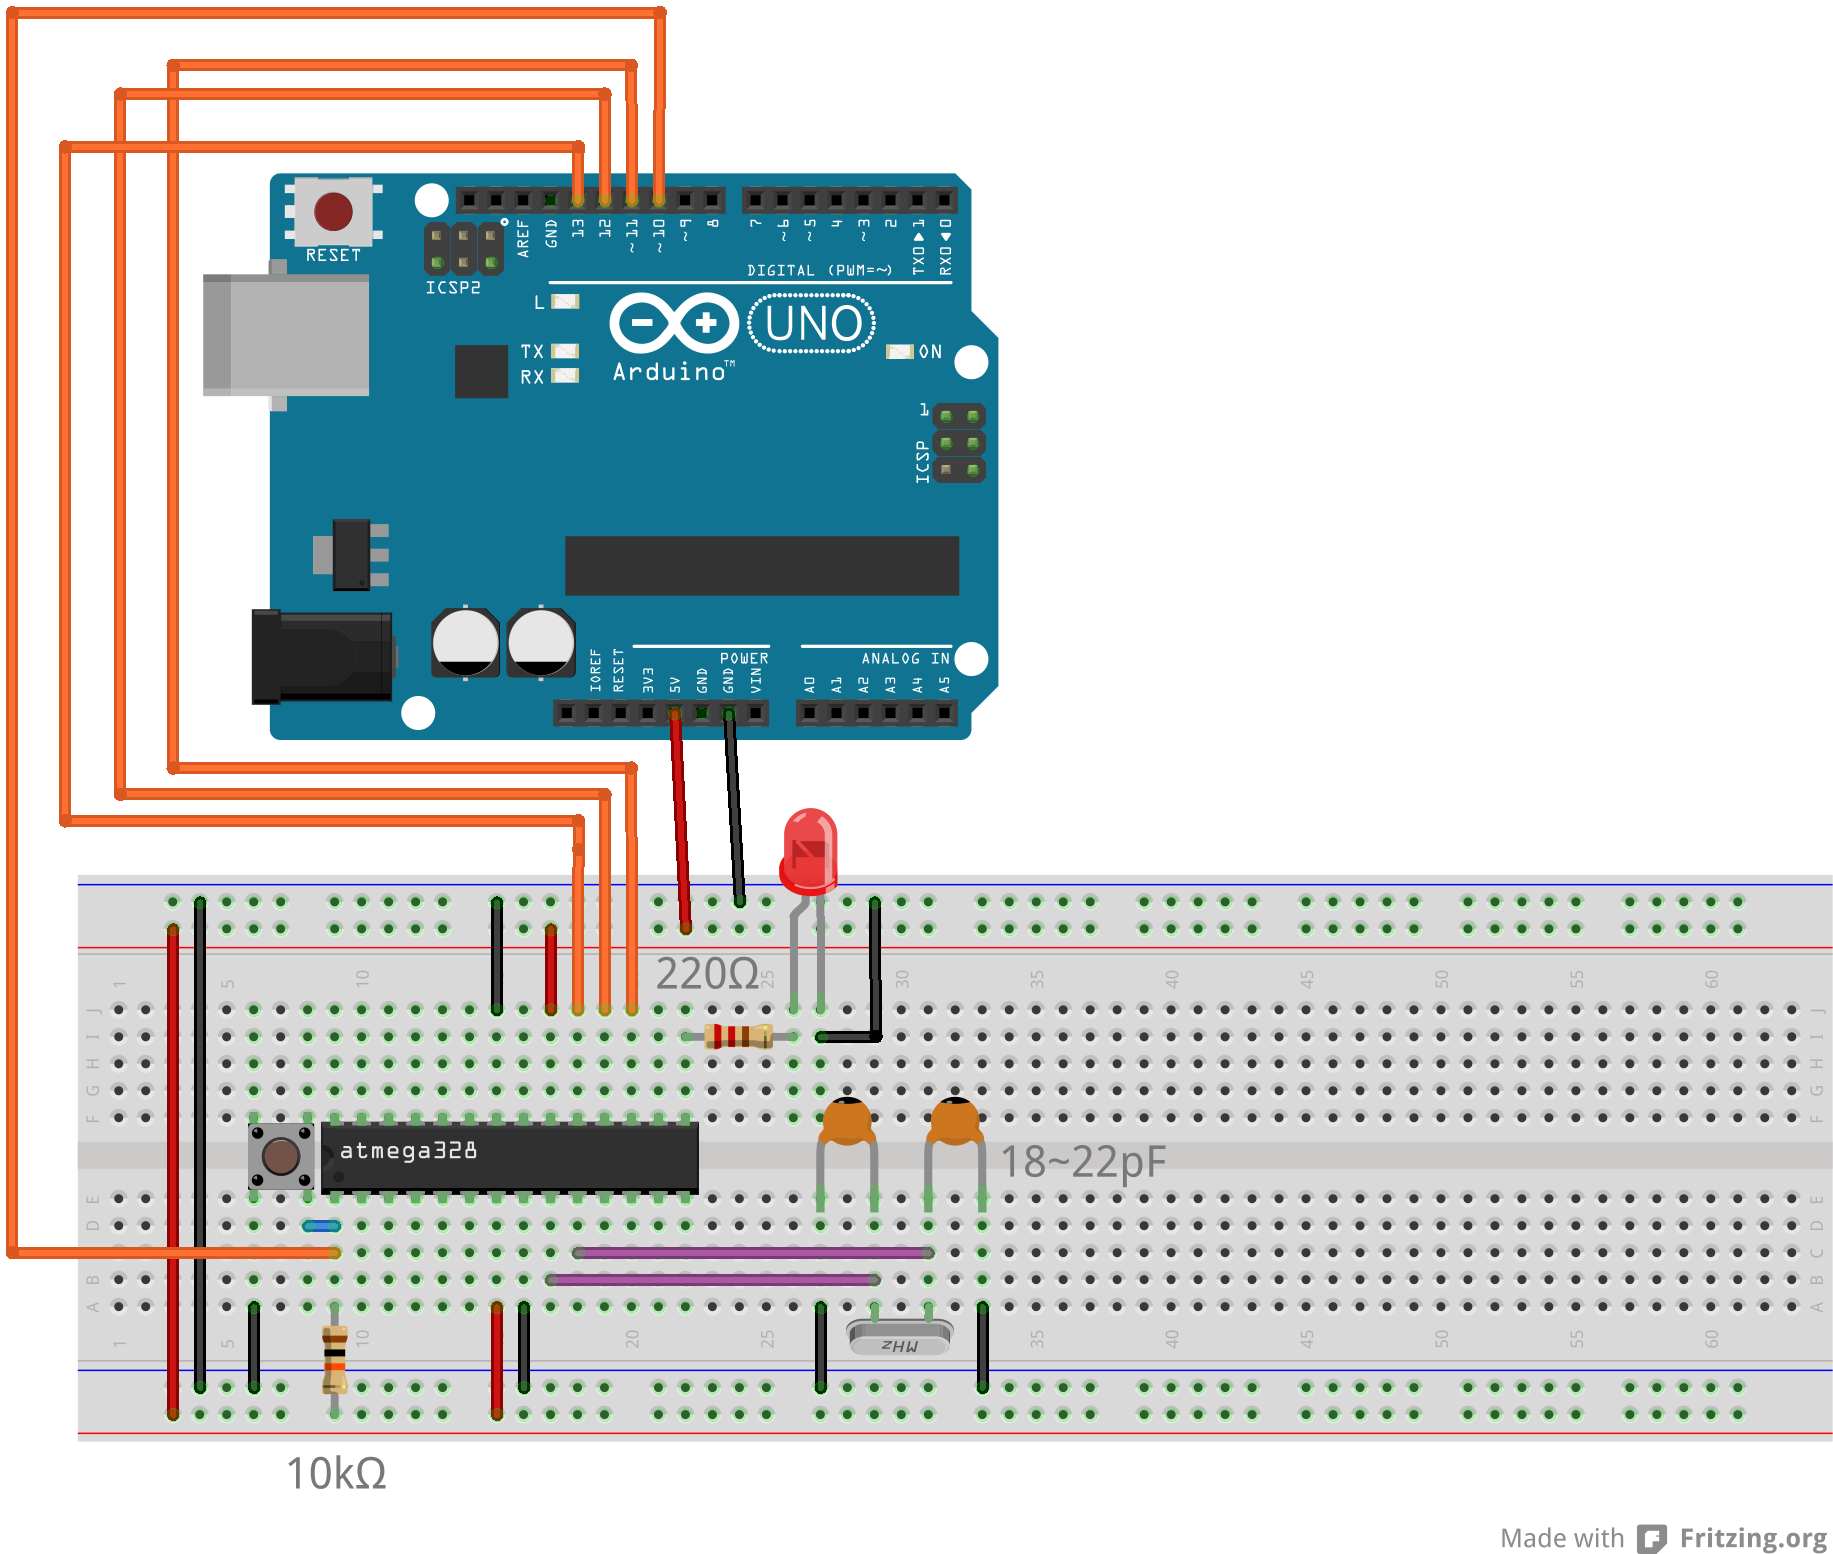 RESET
ICSP2
AREF
GND
13
12
~11
~10
~9
8
7
~6
~5
4
~3
2
TX0▶1
RX0◀0
DIGITAL (PWM=~)
L
TX
RX
UNO
Arduino™
ON
1
ICSP
POWER
ANALOG IN
IOREF
RESET
3V3
5V
GND
GND
VIN
A0
A1
A2
A3
A4
A5
220Ω
1
5
10
25
30
35
40
45
50
55
60
J
I
H
G
F
J
I
H
G
F
atmega328
18~22pF
E
D
B
A
E
D
C
B
A
MHz
1
5
10
20
25
35
40
45
50
55
60
10kΩ
Made with Fritzing.org